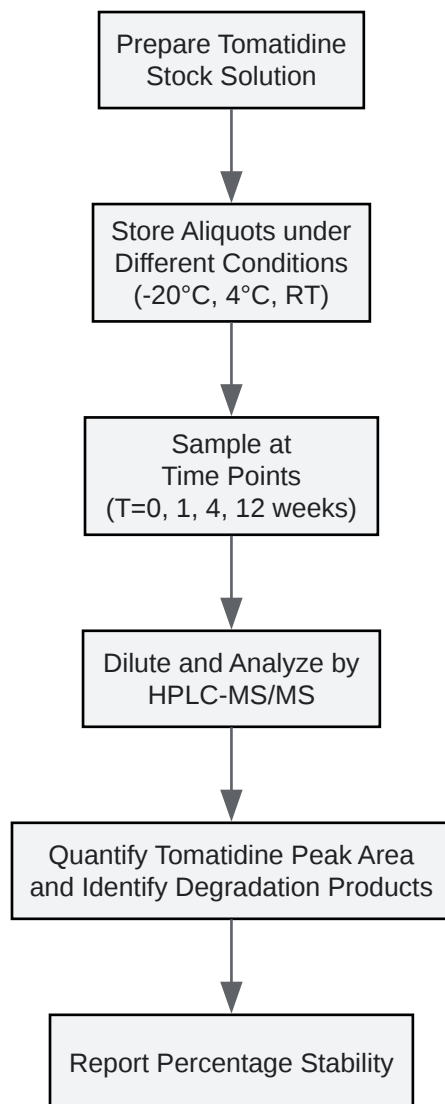 Prepare Tomatidine
Stock Solution
Store Aliquots under
Different Conditions
(-20°C, 4°C, RT)
Sample at
Time Points
(T=0, 1, 4, 12 weeks)
Dilute and Analyze by
HPLC-MS/MS
Quantify Tomatidine Peak Area
and Identify Degradation Products
Report Percentage Stability